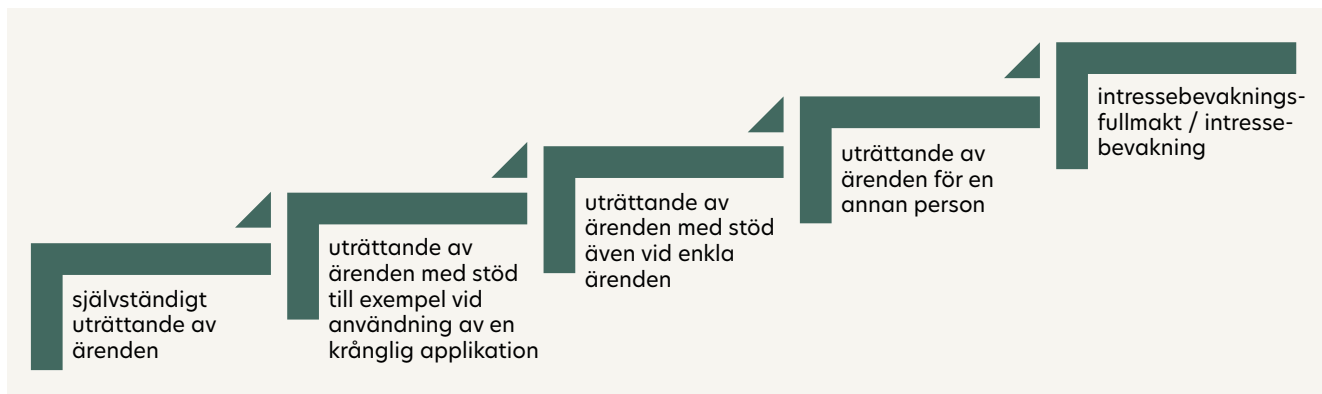 självständigt
uträttande av
ärenden
uträttande av
ärenden med stöd
till exempel vid
användning av en
krånglig applikation
uträttande av
ärenden med stöd
även vid enkla
ärenden
uträttande av
ärenden för en
annan person
intressebevaknings-
fullmakt / intresse-
bevakning